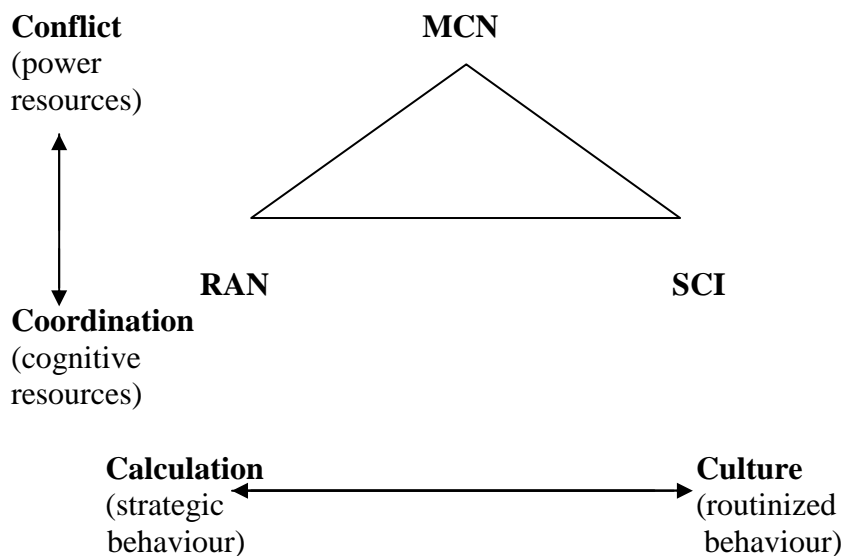 Conflict
(power
resources)
MCN
RAN
SCI
Coordination
(cognitive
resources)
Calculation
(strategic
behaviour)
Culture
(routinized
behaviour)